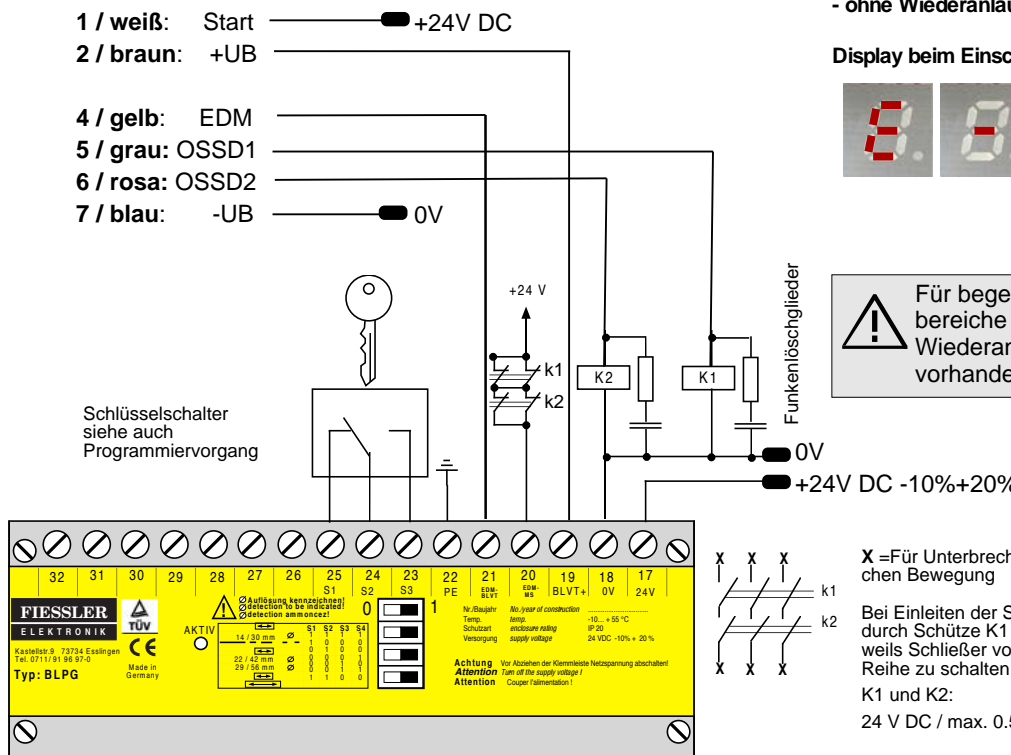 - ohne Wiederanlau
1 / weiß: Start +24V DC
2 / braun: +UB
Display beim Einsc
4 / gelb: EDM
5 / grau: OSSD1
6 / rosa: OSSD2
7 / blau: -UB 0V
+24 V
k1
k2
K2
K1
Funkenlöschglieder
Für bege
bereiche
Wiederan
vorhande
Schlüsselschalter
siehe auch
Programmiervorgang
0V
+24V DC -10%+20%
32 31 30 29 28 27 26 25 24 23 22 21 20 19 18 17
S1 S2 S3 PE EDM-BLVT EDM-MS BLVT+ 0V 24V
FIESSLER
ELEKTRONIK
Kastellstr.9 73734 Esslingen
Tel. 0711/ 91 96 97-0
Typ: BLPG
TÜV
CE
Made in
Germany
AKTIV
Auflösung kennzeichnen!
detection to be indicated!
détection ammoncez!
S1 S2 S3 S4
14 / 30 mm
22 / 42 mm
29 / 56 mm
0 1
Nr./Baujahr No./year of construction
Temp. temp. -10... + 55 °C
Schutzart enclosure railing IP 20
Versorgung supply voltage 24 VDC -10% + 20 %
Achtung Vor Abziehen der Klemmleiste Netzspannung abschalten!
Attention Turn off the supply voltage !
Attention Couper l'alimentation !
X X X
k1
k2
X X X
X =Für Unterbrech
chen Bewegung
Bei Einleiten der S
durch Schütze K1
weils Schließer vo
Reihe zu schalten
K1 und K2:
24 V DC / max. 0.5